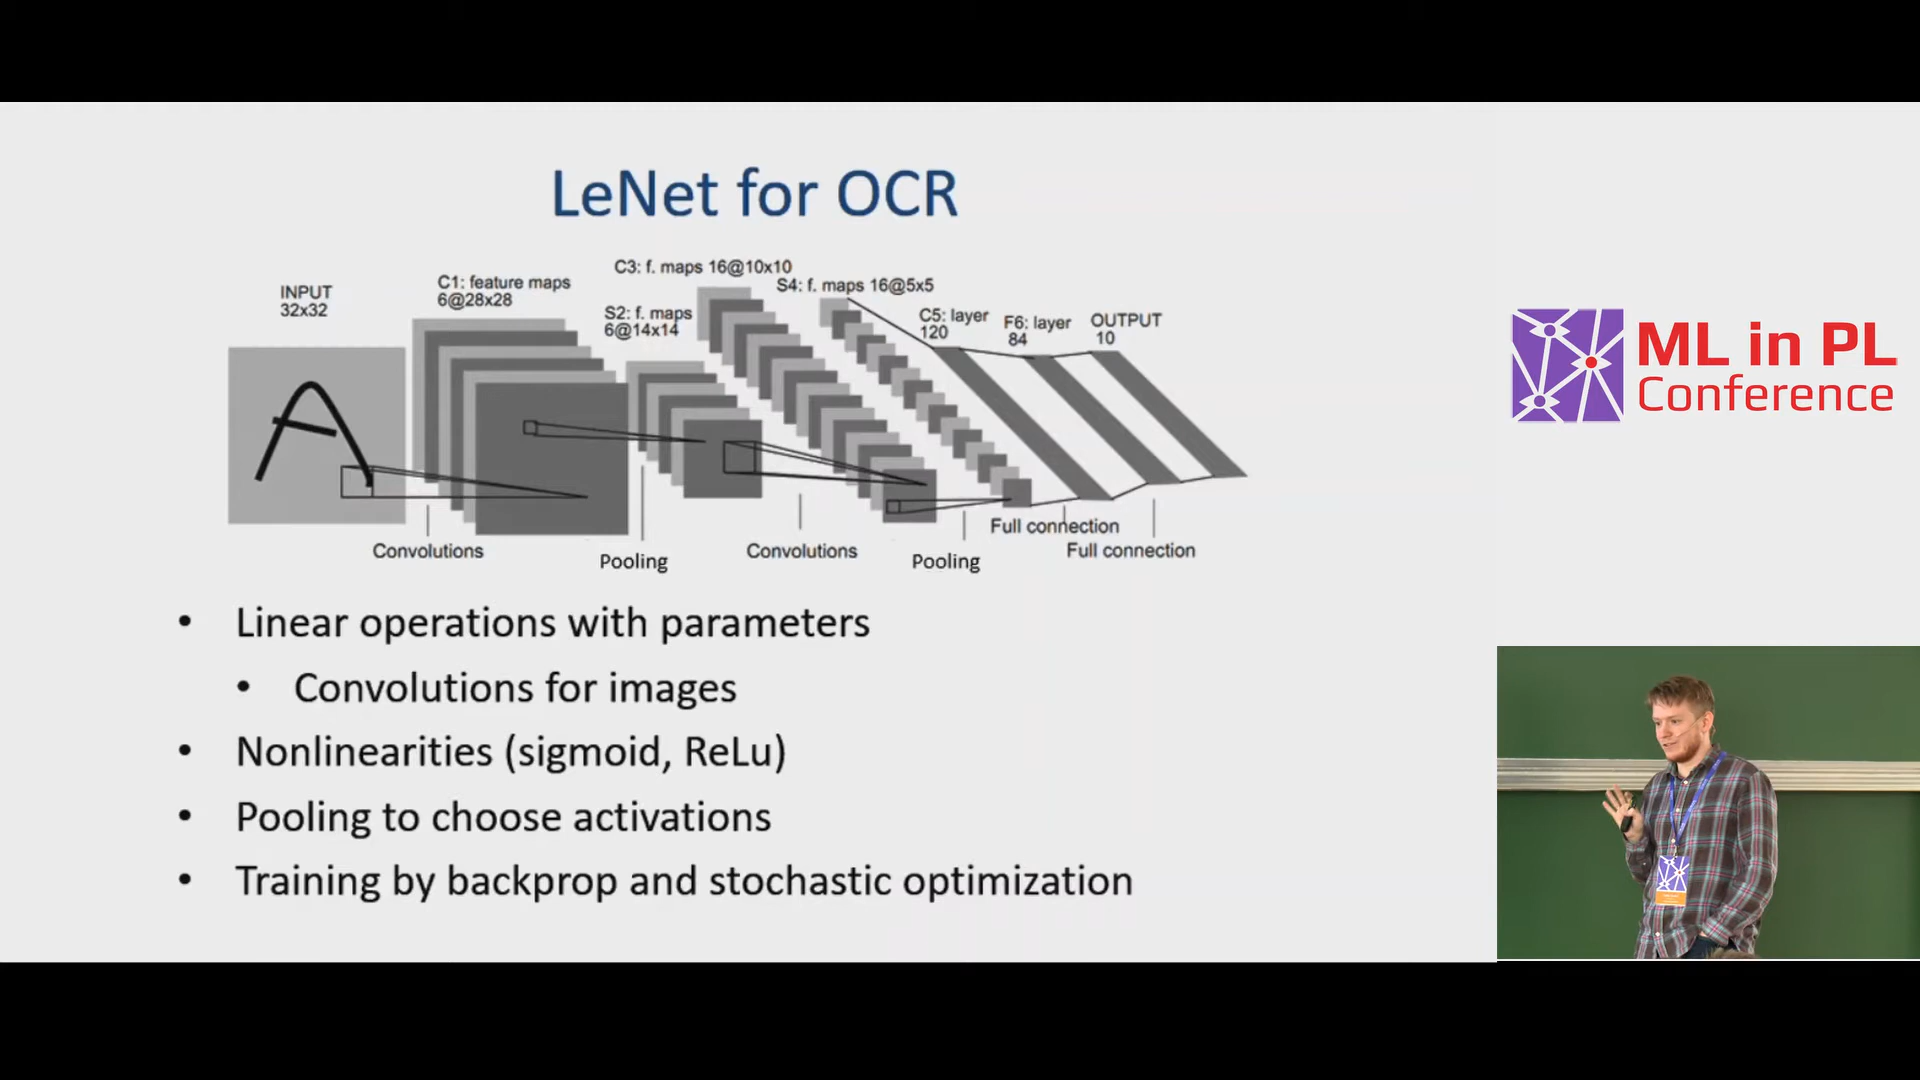 LeNet for OCR
INPUT
32x32
C1: feature maps
6@28x28
S2: f. maps
6@14x14
C3: f. maps 16@10x10
S4: f. maps 16@5x5
C5: layer
120
F6: layer
84
OUTPUT
10
Convolutions
Pooling
Convolutions
Pooling
Full connection
Full connection
• Linear operations with parameters
• Convolutions for images
• Nonlinearities (sigmoid, ReLu)
• Pooling to choose activations
• Training by backprop and stochastic optimization
ML in PL
Conference